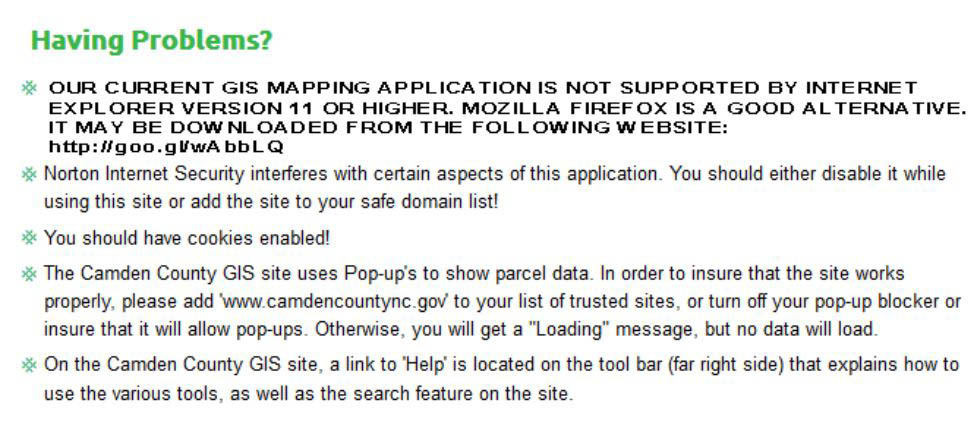 Having Problems?
OUR CURRENT GIS MAPPING APPLICATION IS NOT SUPPORTED BY INTERNET
EXPLORER VERSION 11 OR HIGHER. MOZILLA FIREFOX IS A GOOD ALTERNATIVE.
IT MAY BE DOWNLOADED FROM THE FOLLOWING WEBSITE:
http://goo.gl/wAbbLQ
Norton Internet Security interferes with certain aspects of this application. You should either disable it while
using this site or add the site to your safe domain list!
You should have cookies enabled!
The Camden County GIS site uses Pop-up's to show parcel data. In order to insure that the site works
properly, please add 'www.camdencountync.gov' to your list of trusted sites, or turn off your pop-up blocker or
insure that it will allow pop-ups. Otherwise, you will get a "Loading" message, but no data will load.
On the Camden County GIS site, a link to 'Help' is located on the tool bar (far right side) that explains how to
use the various tools, as well as the search feature on the site.